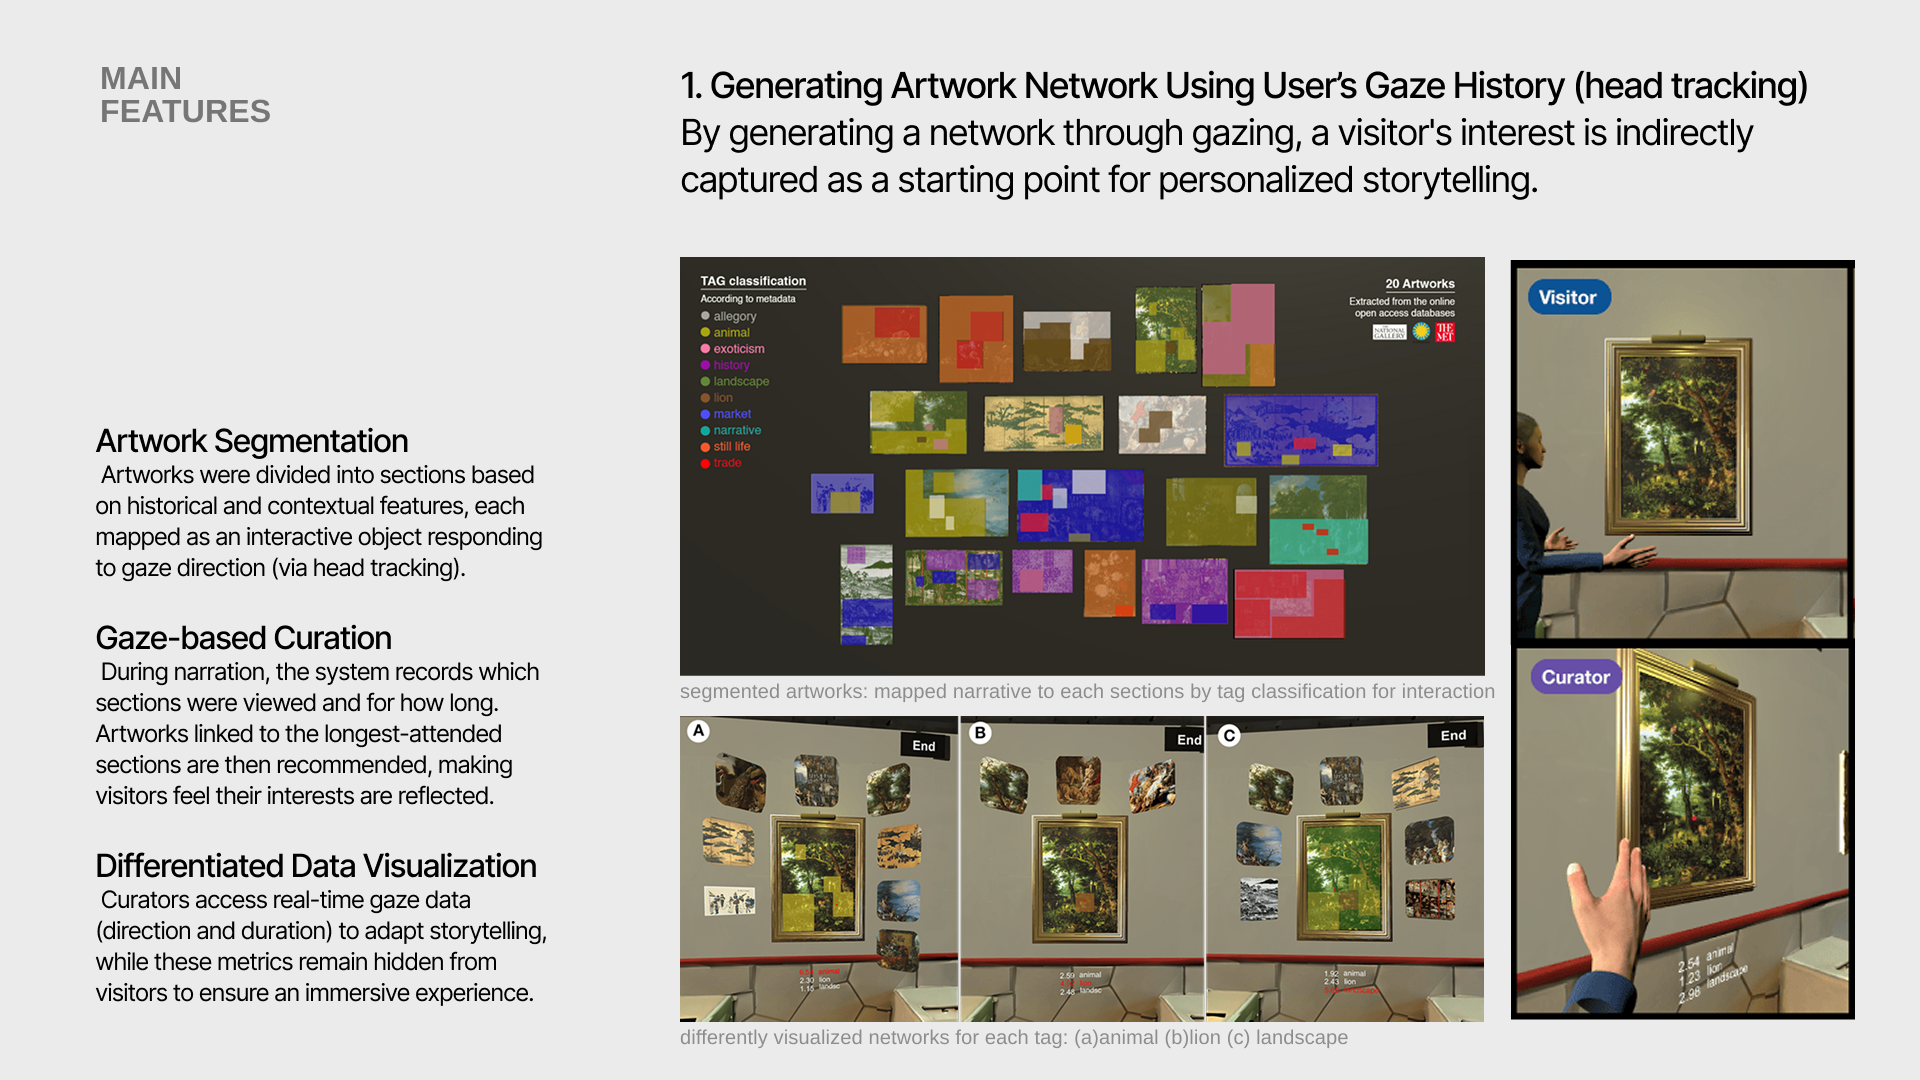 MAIN
FEATURES
1. Generating Artwork Network Using User’s Gaze History (head tracking)
By generating a network through gazing, a visitor's interest is indirectly
captured as a starting point for personalized storytelling.
Artwork Segmentation
Artworks were divided into sections based
on historical and contextual features, each
mapped as an interactive object responding
to gaze direction (via head tracking).
Gaze-based Curation
During narration, the system records which
sections were viewed and for how long.
Artworks linked to the longest-attended
sections are then recommended, making
visitors feel their interests are reflected.
Differentiated Data Visualization
Curators access real-time gaze data
(direction and duration) to adapt storytelling,
while these metrics remain hidden from
visitors to ensure an immersive experience.
TAG classification
According to metadata
allegory
animal
exoticism
history
landscape
lion
market
narrative
still life
trade
20 Artworks
Extracted from the online
open access databases
NATIONAL
GALLERY
THE
MET
segmented artworks: mapped narrative to each sections by tag classification for interaction
A
End
animal
2.30 lion
1.15 landsc
B
End
2.59 animal
lion
2.48 landsc
C
End
1.92 animal
2.43 lion
differently visualized networks for each tag: (a)animal (b)lion (c) landscape
Visitor
Curator
2.54 animal
1.23 lion
2.98 landscape